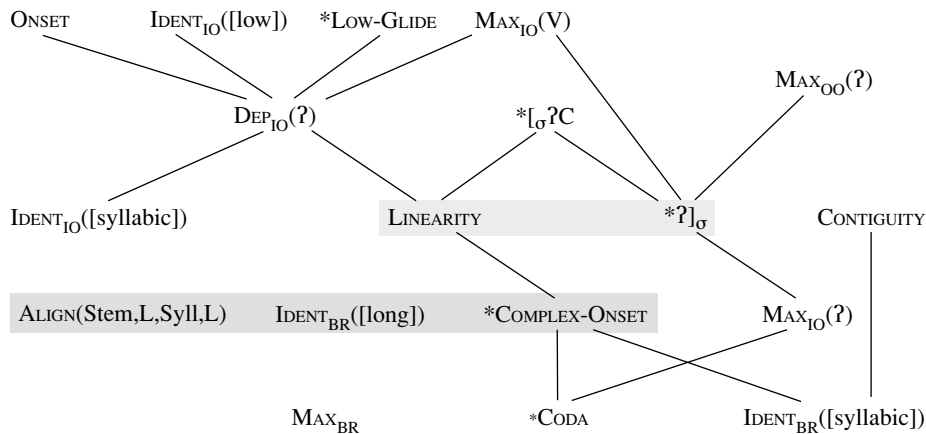 ONSET IDENT_IO([low]) *LOW-GLIDE MAX_IO(V)
MAX_OO(ʔ)
DEP_IO(ʔ) *[_σʔC
IDENT_IO([syllabic]) LINEARITY *ʔ]_σ CONTIGUITY
ALIGN(Stem,L,Syll,L) IDENT_BR([long]) *COMPLEX-ONSET MAX_IO(ʔ)
MAX_BR *CODA IDENT_BR([syllabic])